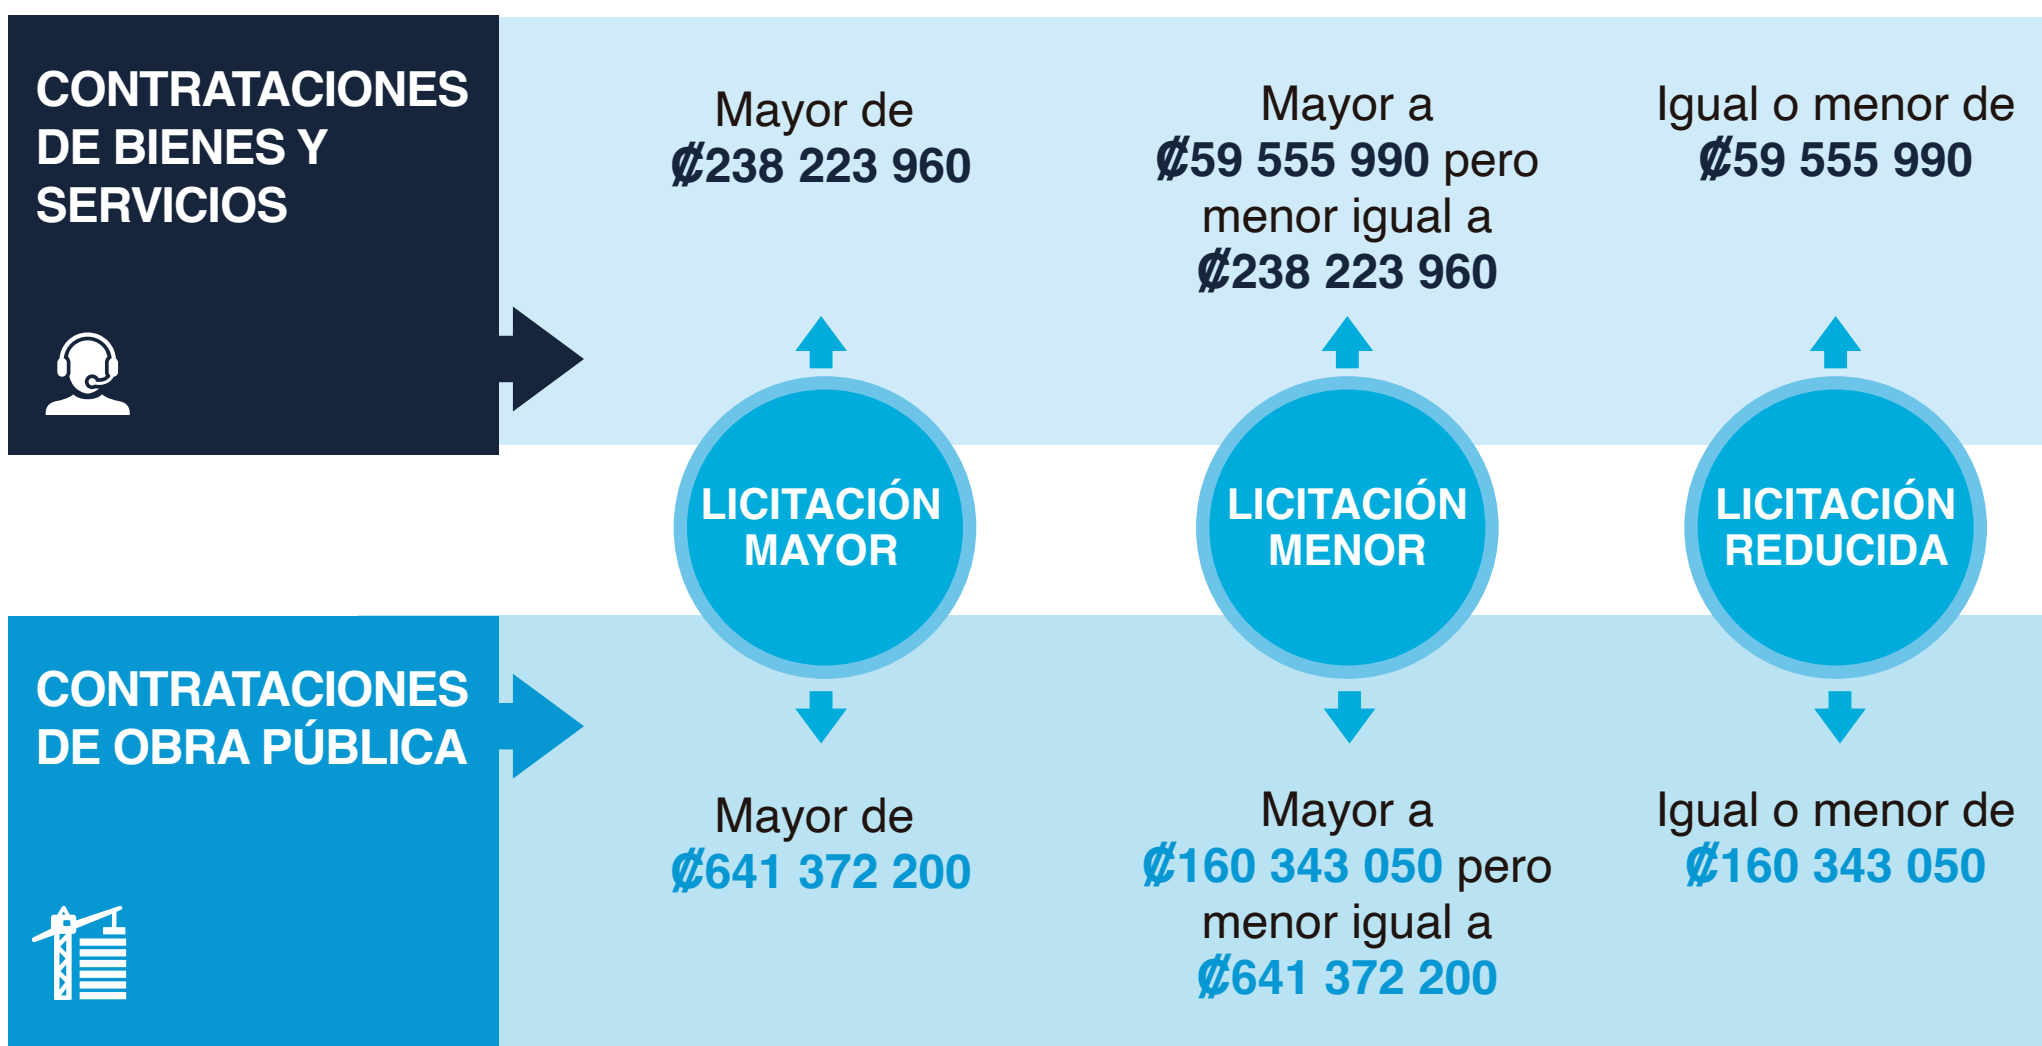 CONTRATACIONES
DE BIENES Y
SERVICIOS
Mayor de
₡238 223 960
Mayor a
₡59 555 990 pero
menor igual a
₡238 223 960
Igual o menor de
₡59 555 990
LICITACIÓN
MAYOR
LICITACIÓN
MENOR
LICITACIÓN
REDUCIDA
CONTRATACIONES
DE OBRA PÚBLICA
Mayor de
₡641 372 200
Mayor a
₡160 343 050 pero
menor igual a
₡641 372 200
Igual o menor de
₡160 343 050